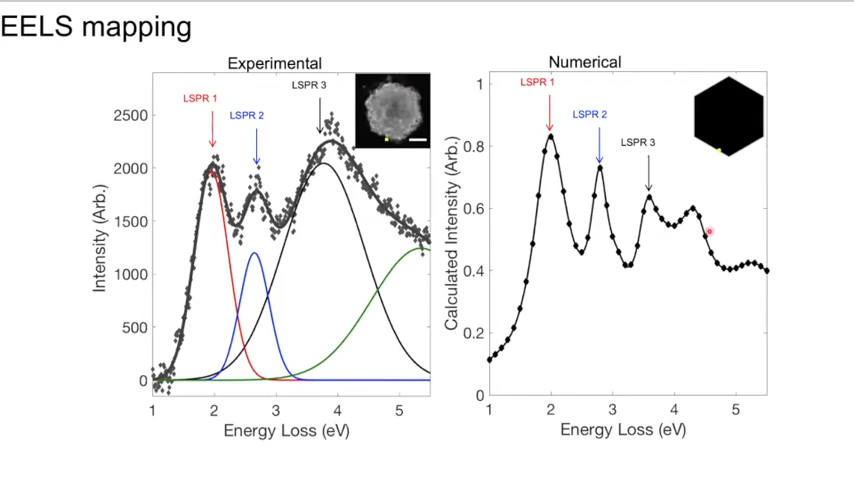 EELS mapping
Experimental
LSPR 1
LSPR 2
LSPR 3
2500
2000
1500
1000
500
0
Intensity (Arb.)
1 2 3 4 5
Energy Loss (eV)
Numerical
LSPR 1
LSPR 2
LSPR 3
1
0.8
0.6
0.4
0.2
0
Calculated Intensity (Arb.)
1 2 3 4 5
Energy Loss (eV)